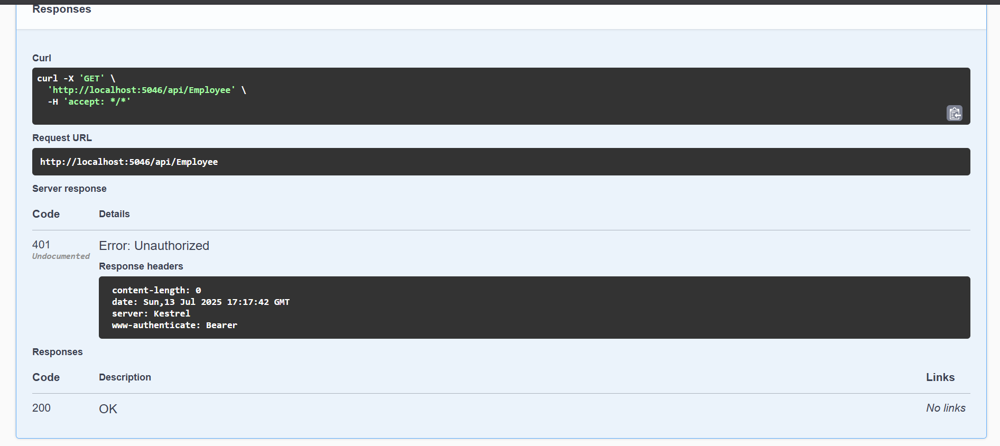 Responses
Curl
curl -X 'GET' \
'http://localhost:5046/api/Employee' \
-H 'accept: */*'
Request URL
http://localhost:5046/api/Employee
Server response
Code Details
401 Error: Unauthorized
Undocumented
Response headers
content-length: 0
date: Sun,13 Jul 2025 17:17:42 GMT
server: Kestrel
www-authenticate: Bearer
Responses
Code Description Links
200 OK No links